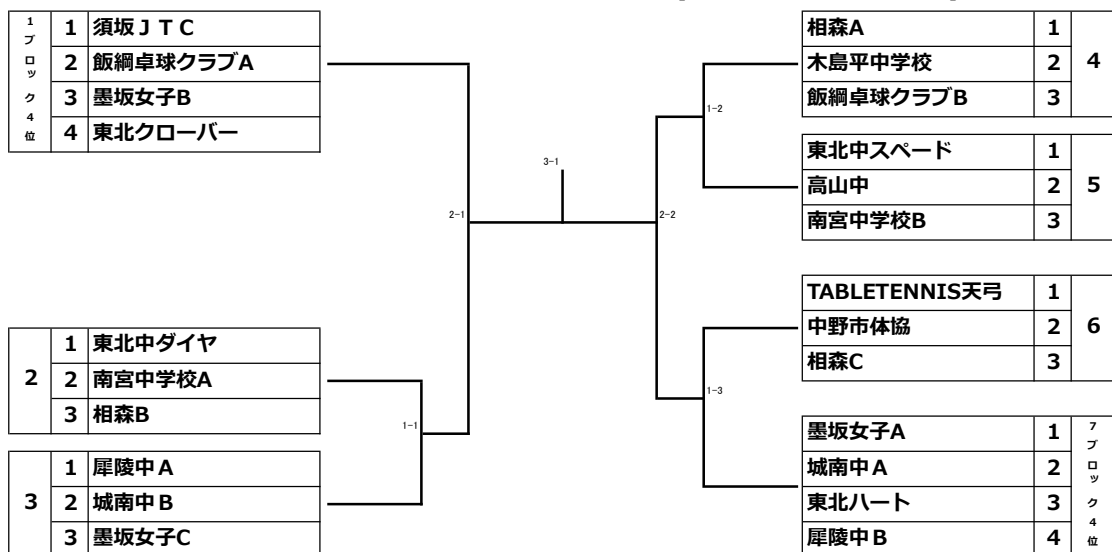 1ブロック4位
1 須坂ＪＴＣ
2 飯綱卓球クラブA
3 墨坂女子B
4 東北クローバー
2
1 東北中ダイヤ
2 南宮中学校A
3 相森B
3
1 犀陵中Ａ
2 城南中Ｂ
3 墨坂女子C
1-1
2-1
3-1
2-2
1-2
1-3
相森A 1
木島平中学校 2
飯綱卓球クラブB 3
4
東北中スペード 1
高山中 2
南宮中学校B 3
5
TABLETENNIS天弓 1
中野市体協 2
相森C 3
6
墨坂女子A 1
城南中Ａ 2
東北ハート 3
犀陵中Ｂ 4
7ブロック4位